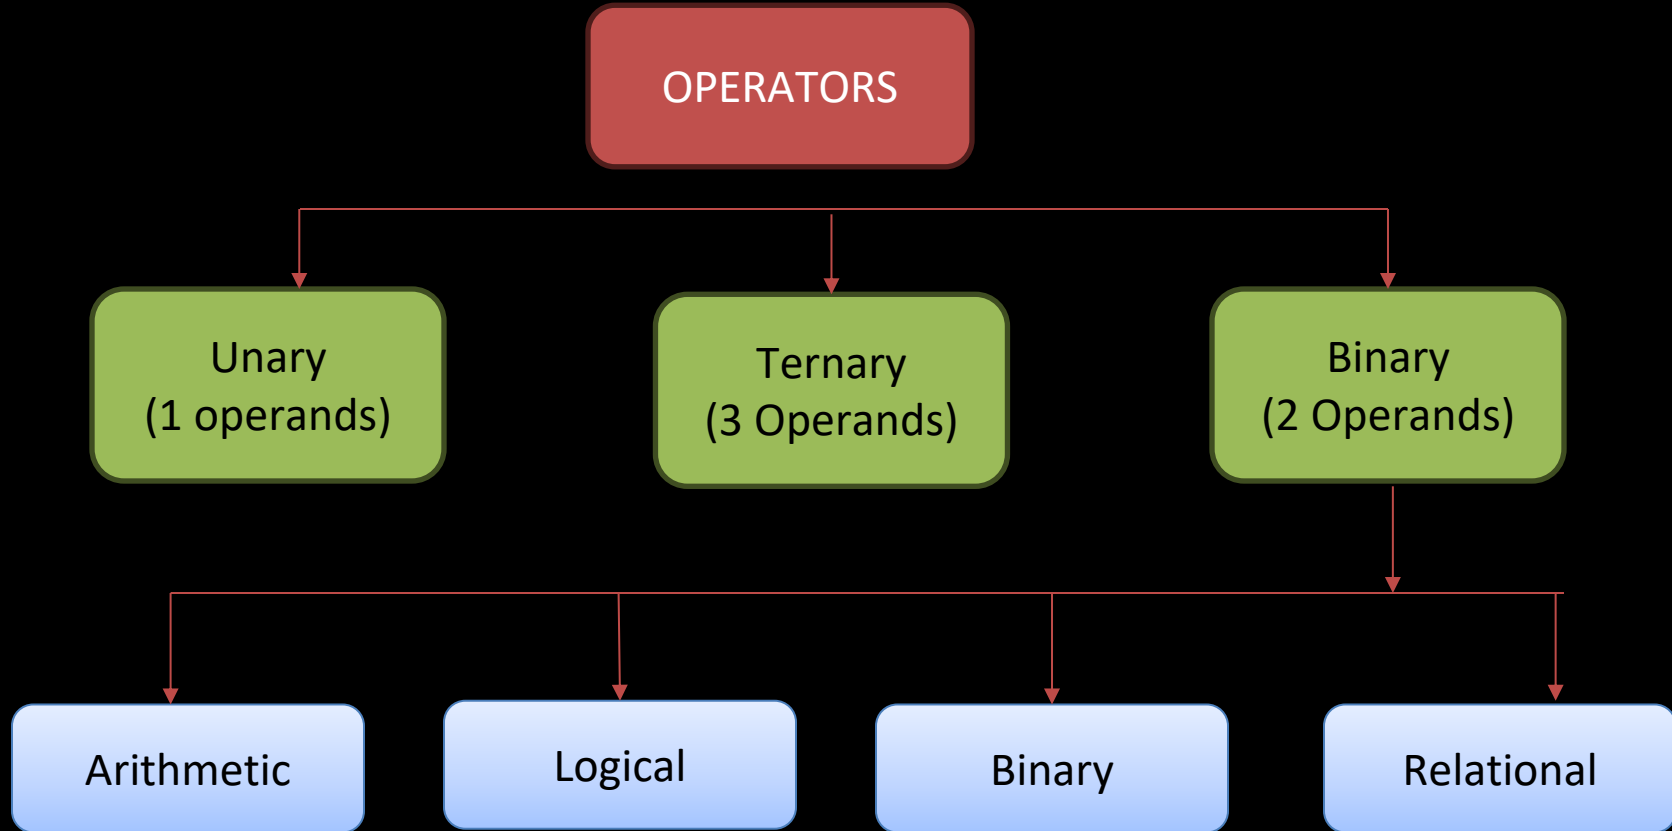 OPERATORS
Unary
(1 operands)
Ternary
(3 Operands)
Binary
(2 Operands)
Arithmetic
Logical
Binary
Relational